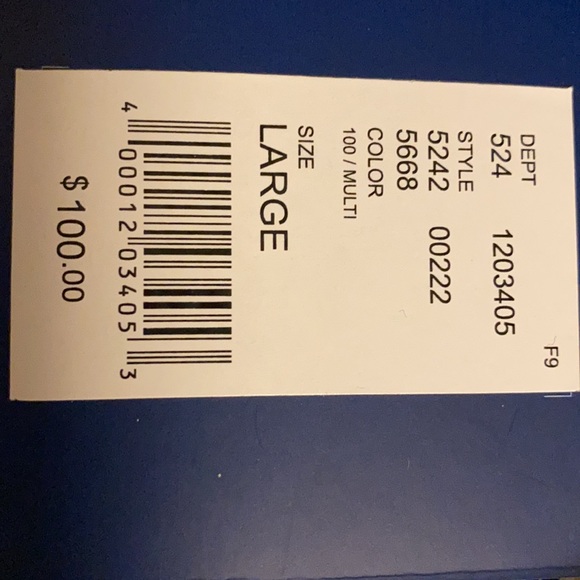 F9
DEPT
524 1203405
STYLE
5242 00222
5668
COLOR
100 / MULTI
SIZE
LARGE
4 00012 03405 3
$ 100.00